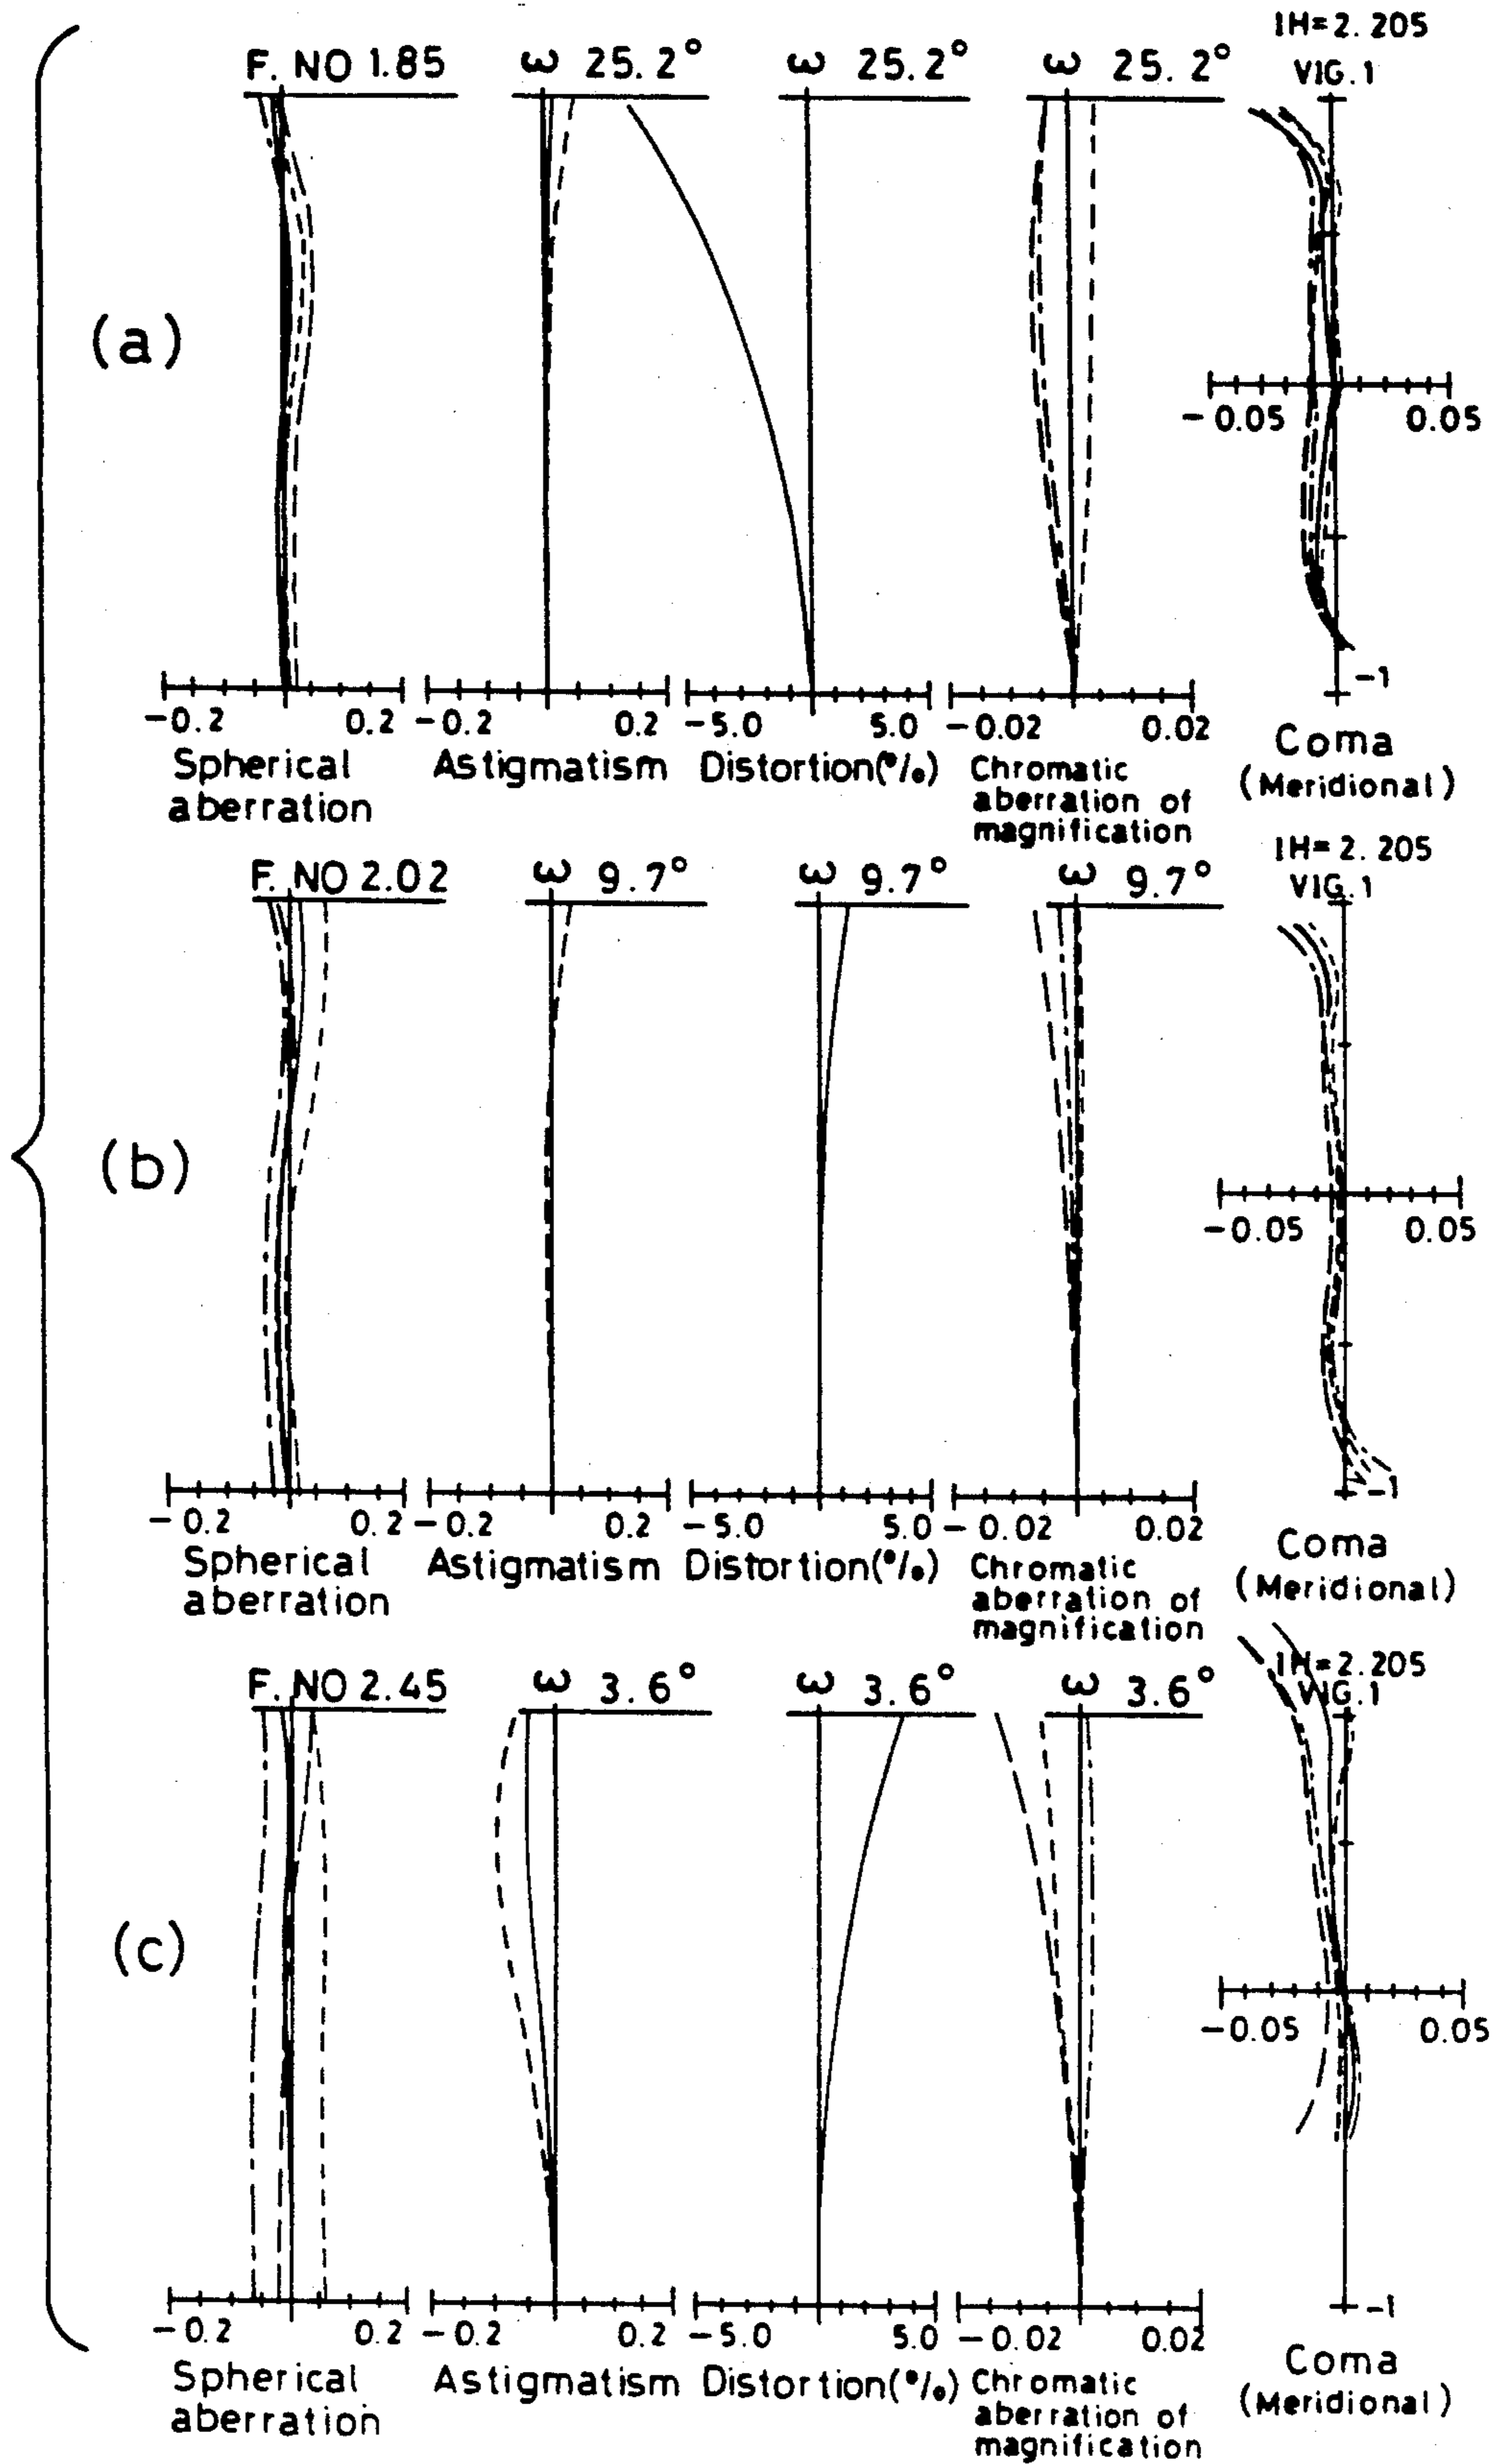 (a)
F. NO 1.85
ω 25.2°
ω 25.2°
ω 25.2°
IH=2.205
VIG.1
-0.2 0.2
-0.2 0.2
-5.0 5.0
-0.02 0.02
-0.05 0.05
-1
Spherical
aberration
Astigmatism
Distortion(%)
Chromatic
aberration of
magnification
Coma
(Meridional)
(b)
F. NO 2.02
ω 9.7°
ω 9.7°
ω 9.7°
IH=2.205
VIG.1
-0.2 0.2
-0.2 0.2
-5.0 5.0
-0.02 0.02
-0.05 0.05
-1
Spherical
aberration
Astigmatism
Distortion(%)
Chromatic
aberration of
magnification
Coma
(Meridional)
(c)
F. NO 2.45
ω 3.6°
ω 3.6°
ω 3.6°
IH=2.205
VIG.1
-0.2 0.2
-0.2 0.2
-5.0 5.0
-0.02 0.02
-0.05 0.05
-1
Spherical
aberration
Astigmatism
Distortion(%)
Chromatic
aberration of
magnification
Coma
(Meridional)